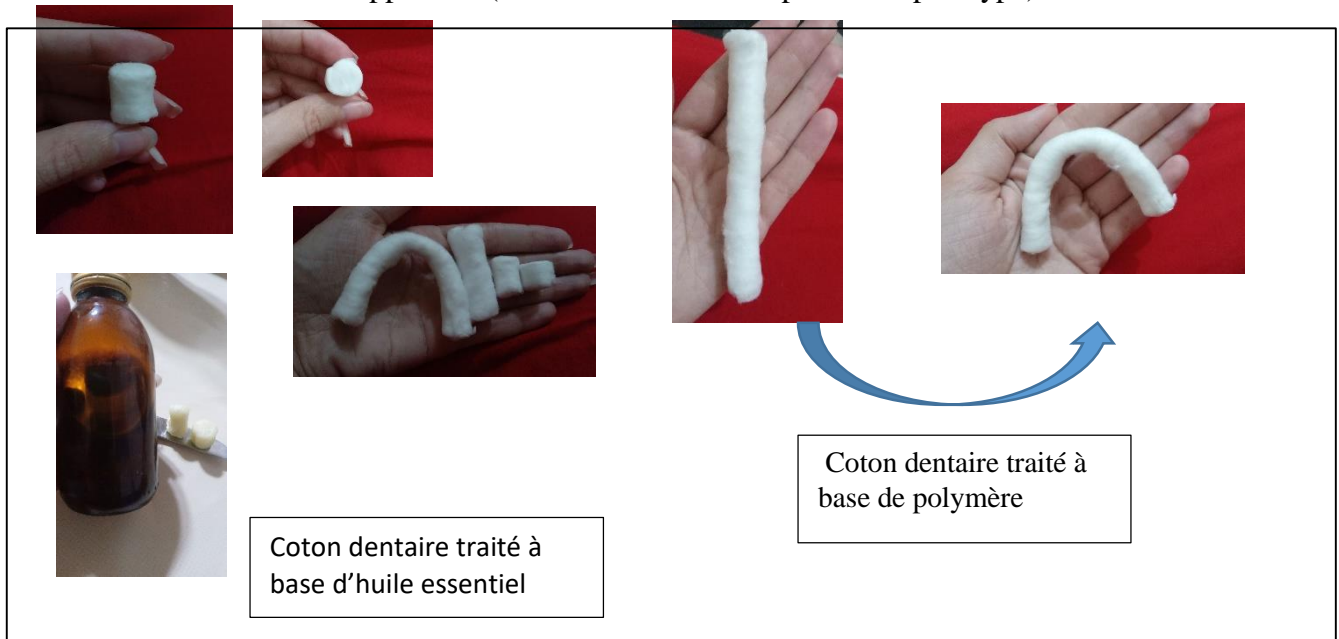 Coton dentaire traité à
base de polymère
Coton dentaire traité à
base d’huile essentiel